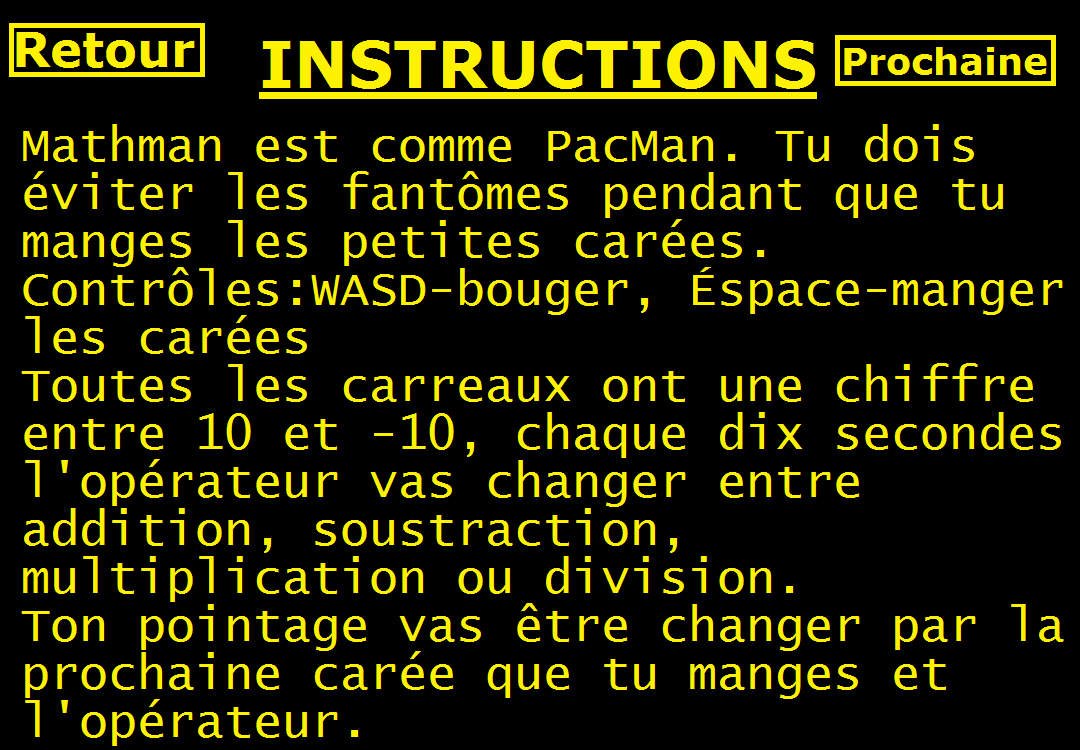 Retour
INSTRUCTIONS
Prochaine
Mathman est comme PacMan. Tu dois
éviter les fantômes pendant que tu
manges les petites carées.
Contrôles:WASD-bouger, Éspace-manger
les carées
Toutes les carreaux ont une chiffre
entre 10 et -10, chaque dix secondes
l'opérateur vas changer entre
addition, soustraction,
multiplication ou division.
Ton pointage vas être changer par la
prochaine carée que tu manges et
l'opérateur.